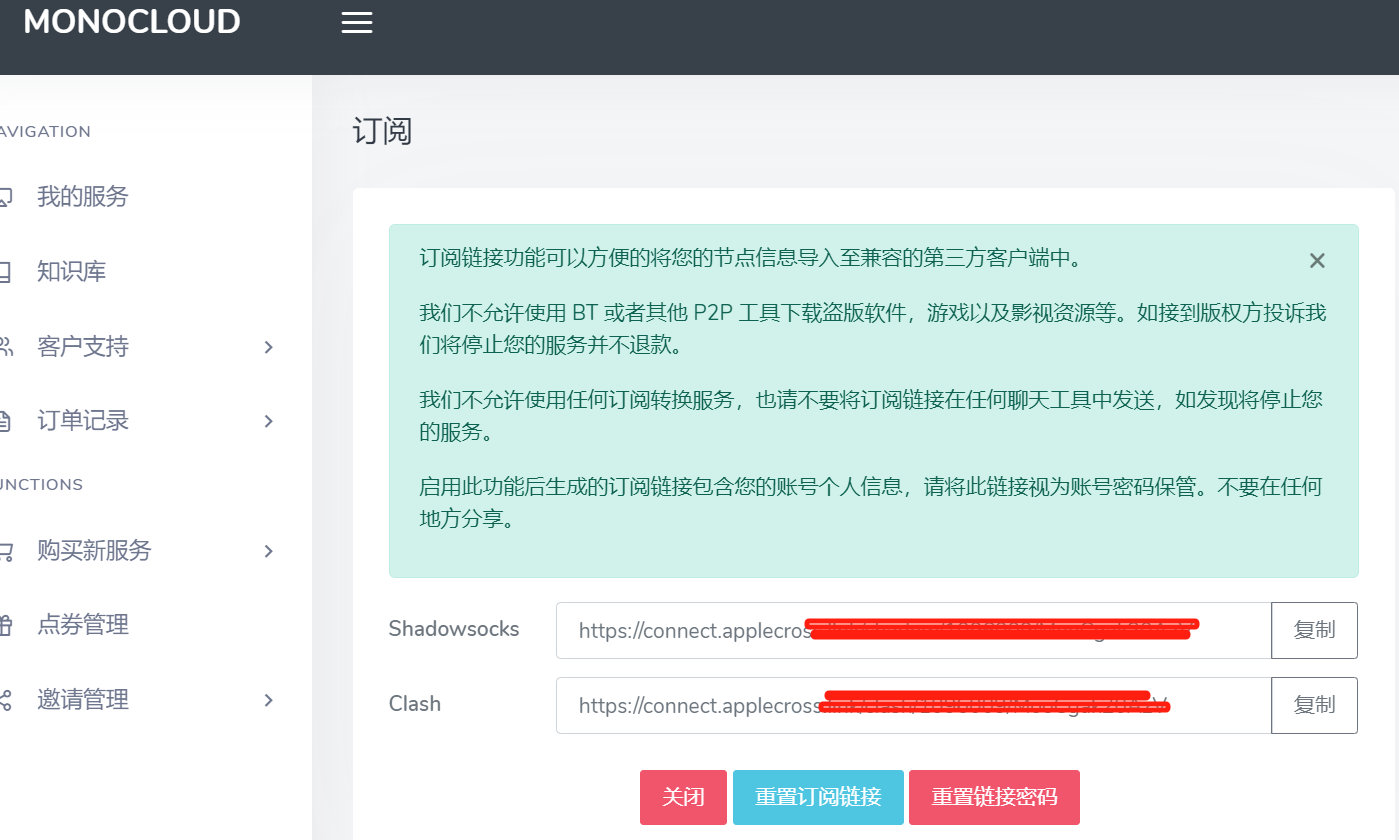 MONOCLOUD
AVIGATION
我的服务
知识库
客户支持
订单记录
UNCTIONS
购买新服务
点券管理
邀请管理
订阅
订阅链接功能可以方便的将您的节点信息导入至兼容的第三方客户端中。
我们不允许使用 BT 或者其他 P2P 工具下载盗版软件，游戏以及影视资源等。如接到版权方投诉我
们将停止您的服务并不退款。
我们不允许使用任何订阅转换服务，也请不要将订阅链接在任何聊天工具中发送，如发现将停止您
的服务。
启用此功能后生成的订阅链接包含您的账号个人信息，请将此链接视为账号密码保管。不要在任何
地方分享。
Shadowsocks https://connect.applecros 复制
Clash https://connect.applecross 复制
关闭 重置订阅链接 重置链接密码